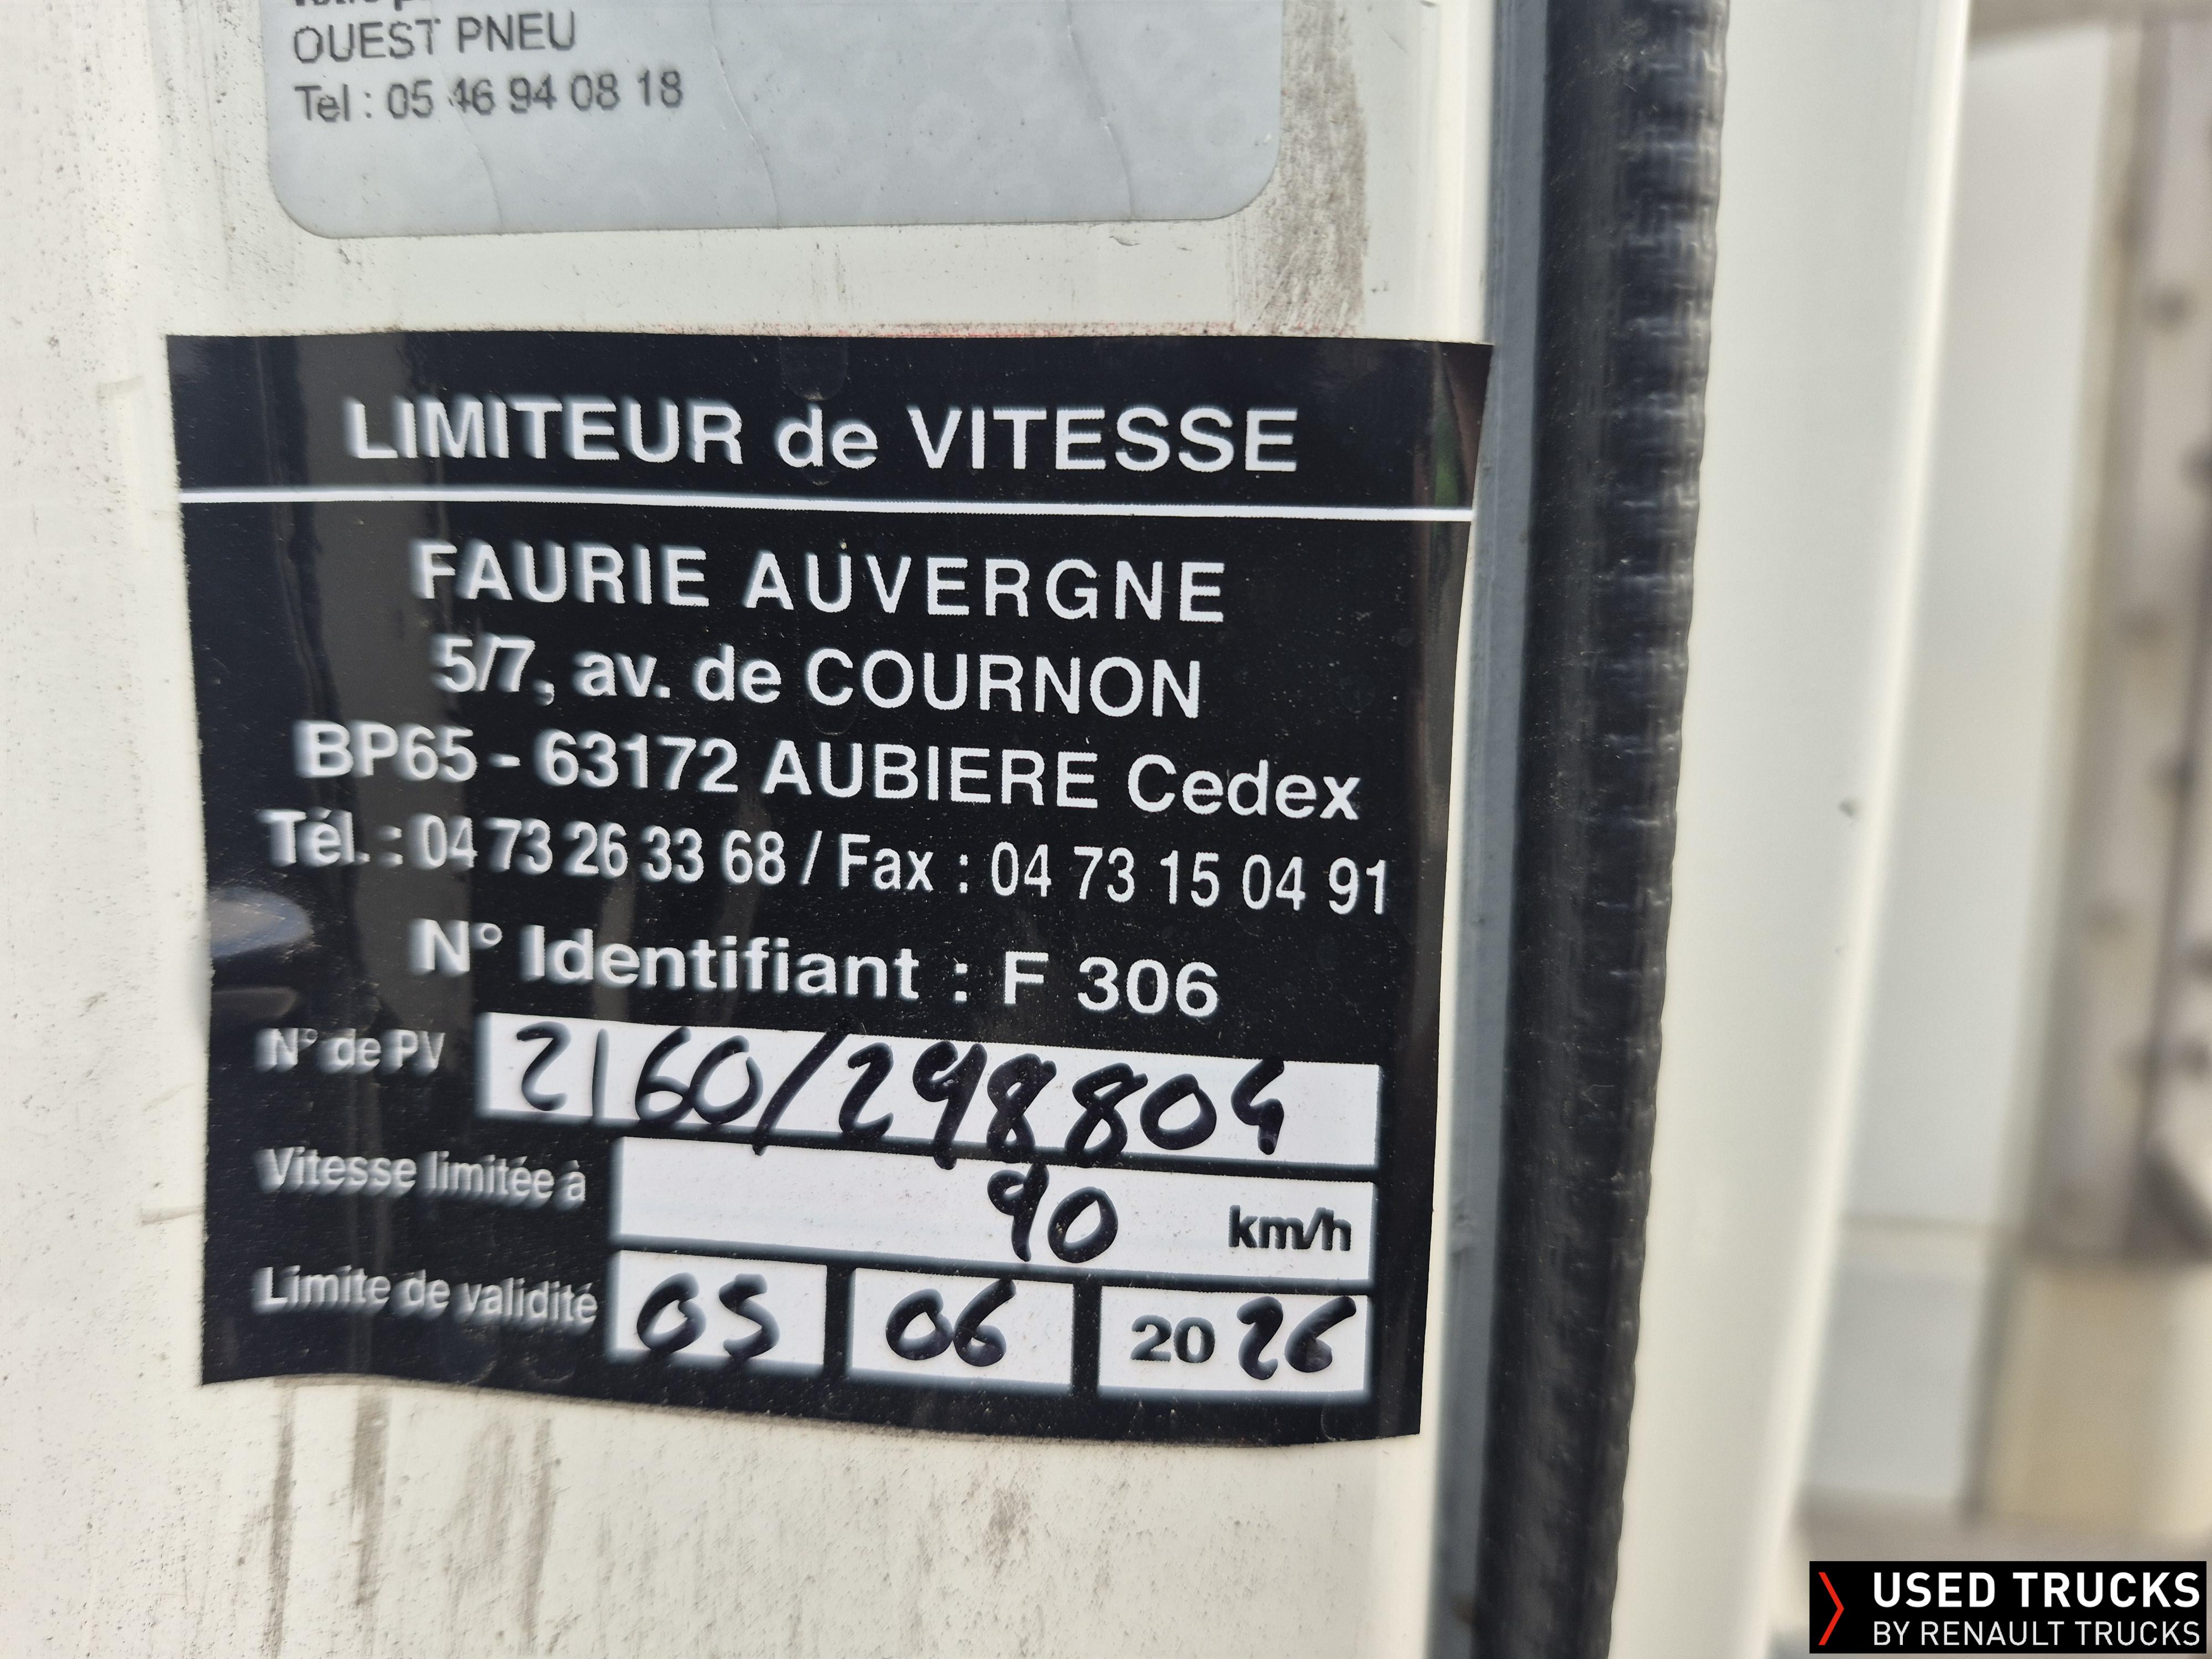 OUEST PNEU
Tel : 05 46 94 08 18
LIMITEUR de VITESSE
FAURIE AUVERGNE
5/7, av. de COURNON
BP65 - 63172 AUBIERE Cedex
Tél. : 04 73 26 33 68 / Fax : 04 73 15 04 91
N° Identifiant : F 306
N° de PV 2160/298804
Vitesse limitée à 90 km/h
Limite de validité 05 06 2026
USED TRUCKS
BY RENAULT TRUCKS